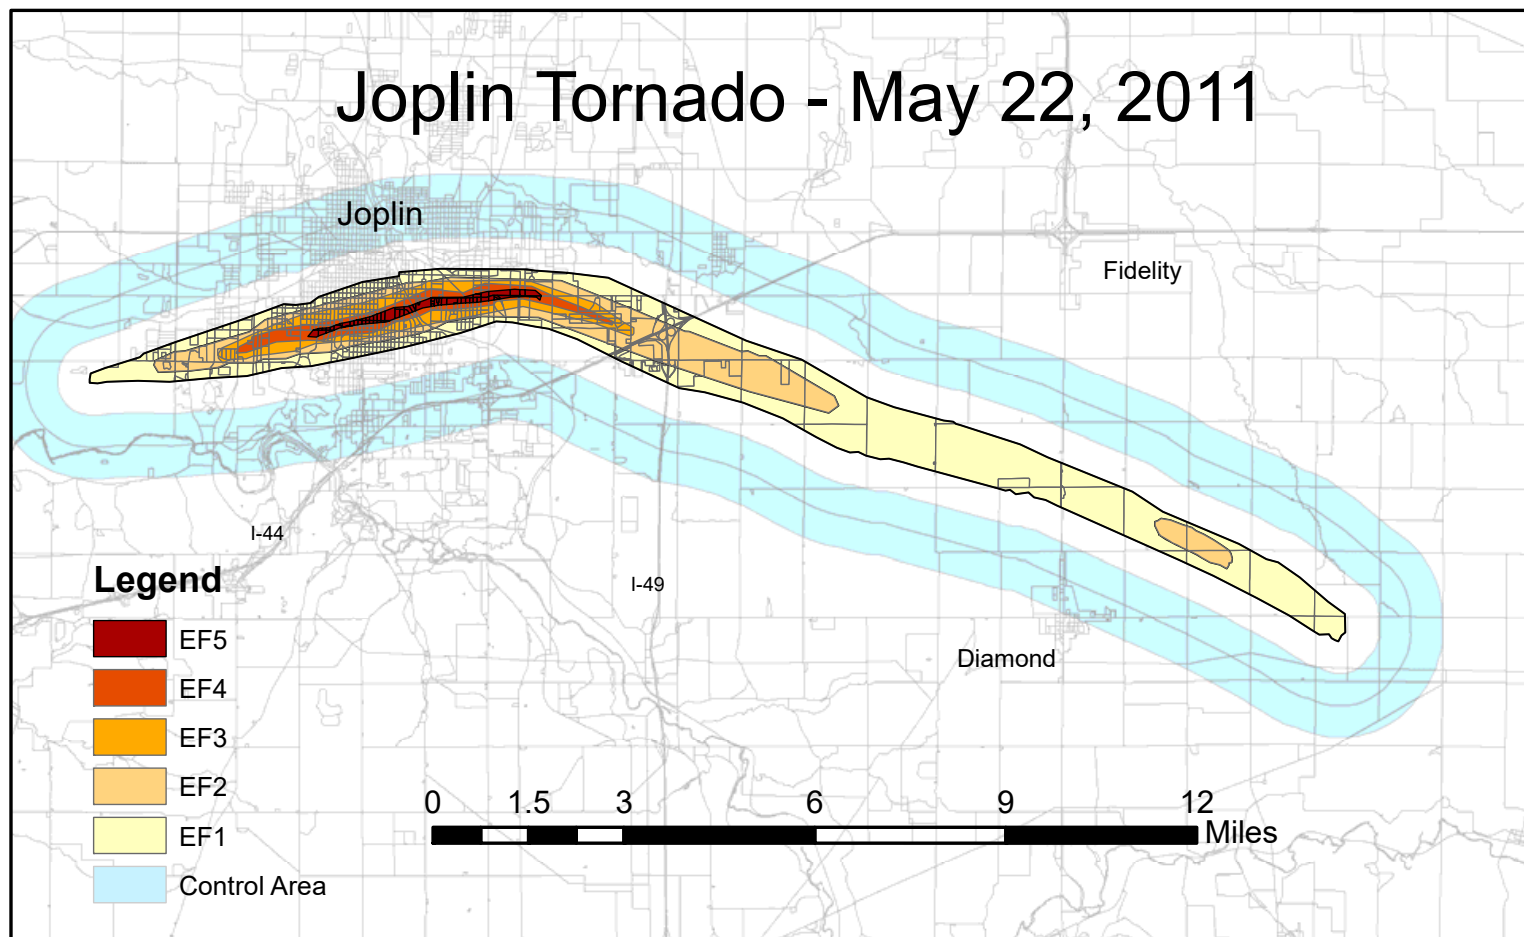 Joplin Tornado - May 22, 2011
Joplin
Fidelity
I-44
I-49
Diamond
Legend
EF5
EF4
EF3
EF2
EF1
Control Area
0 1.5 3 6 9 12
Miles